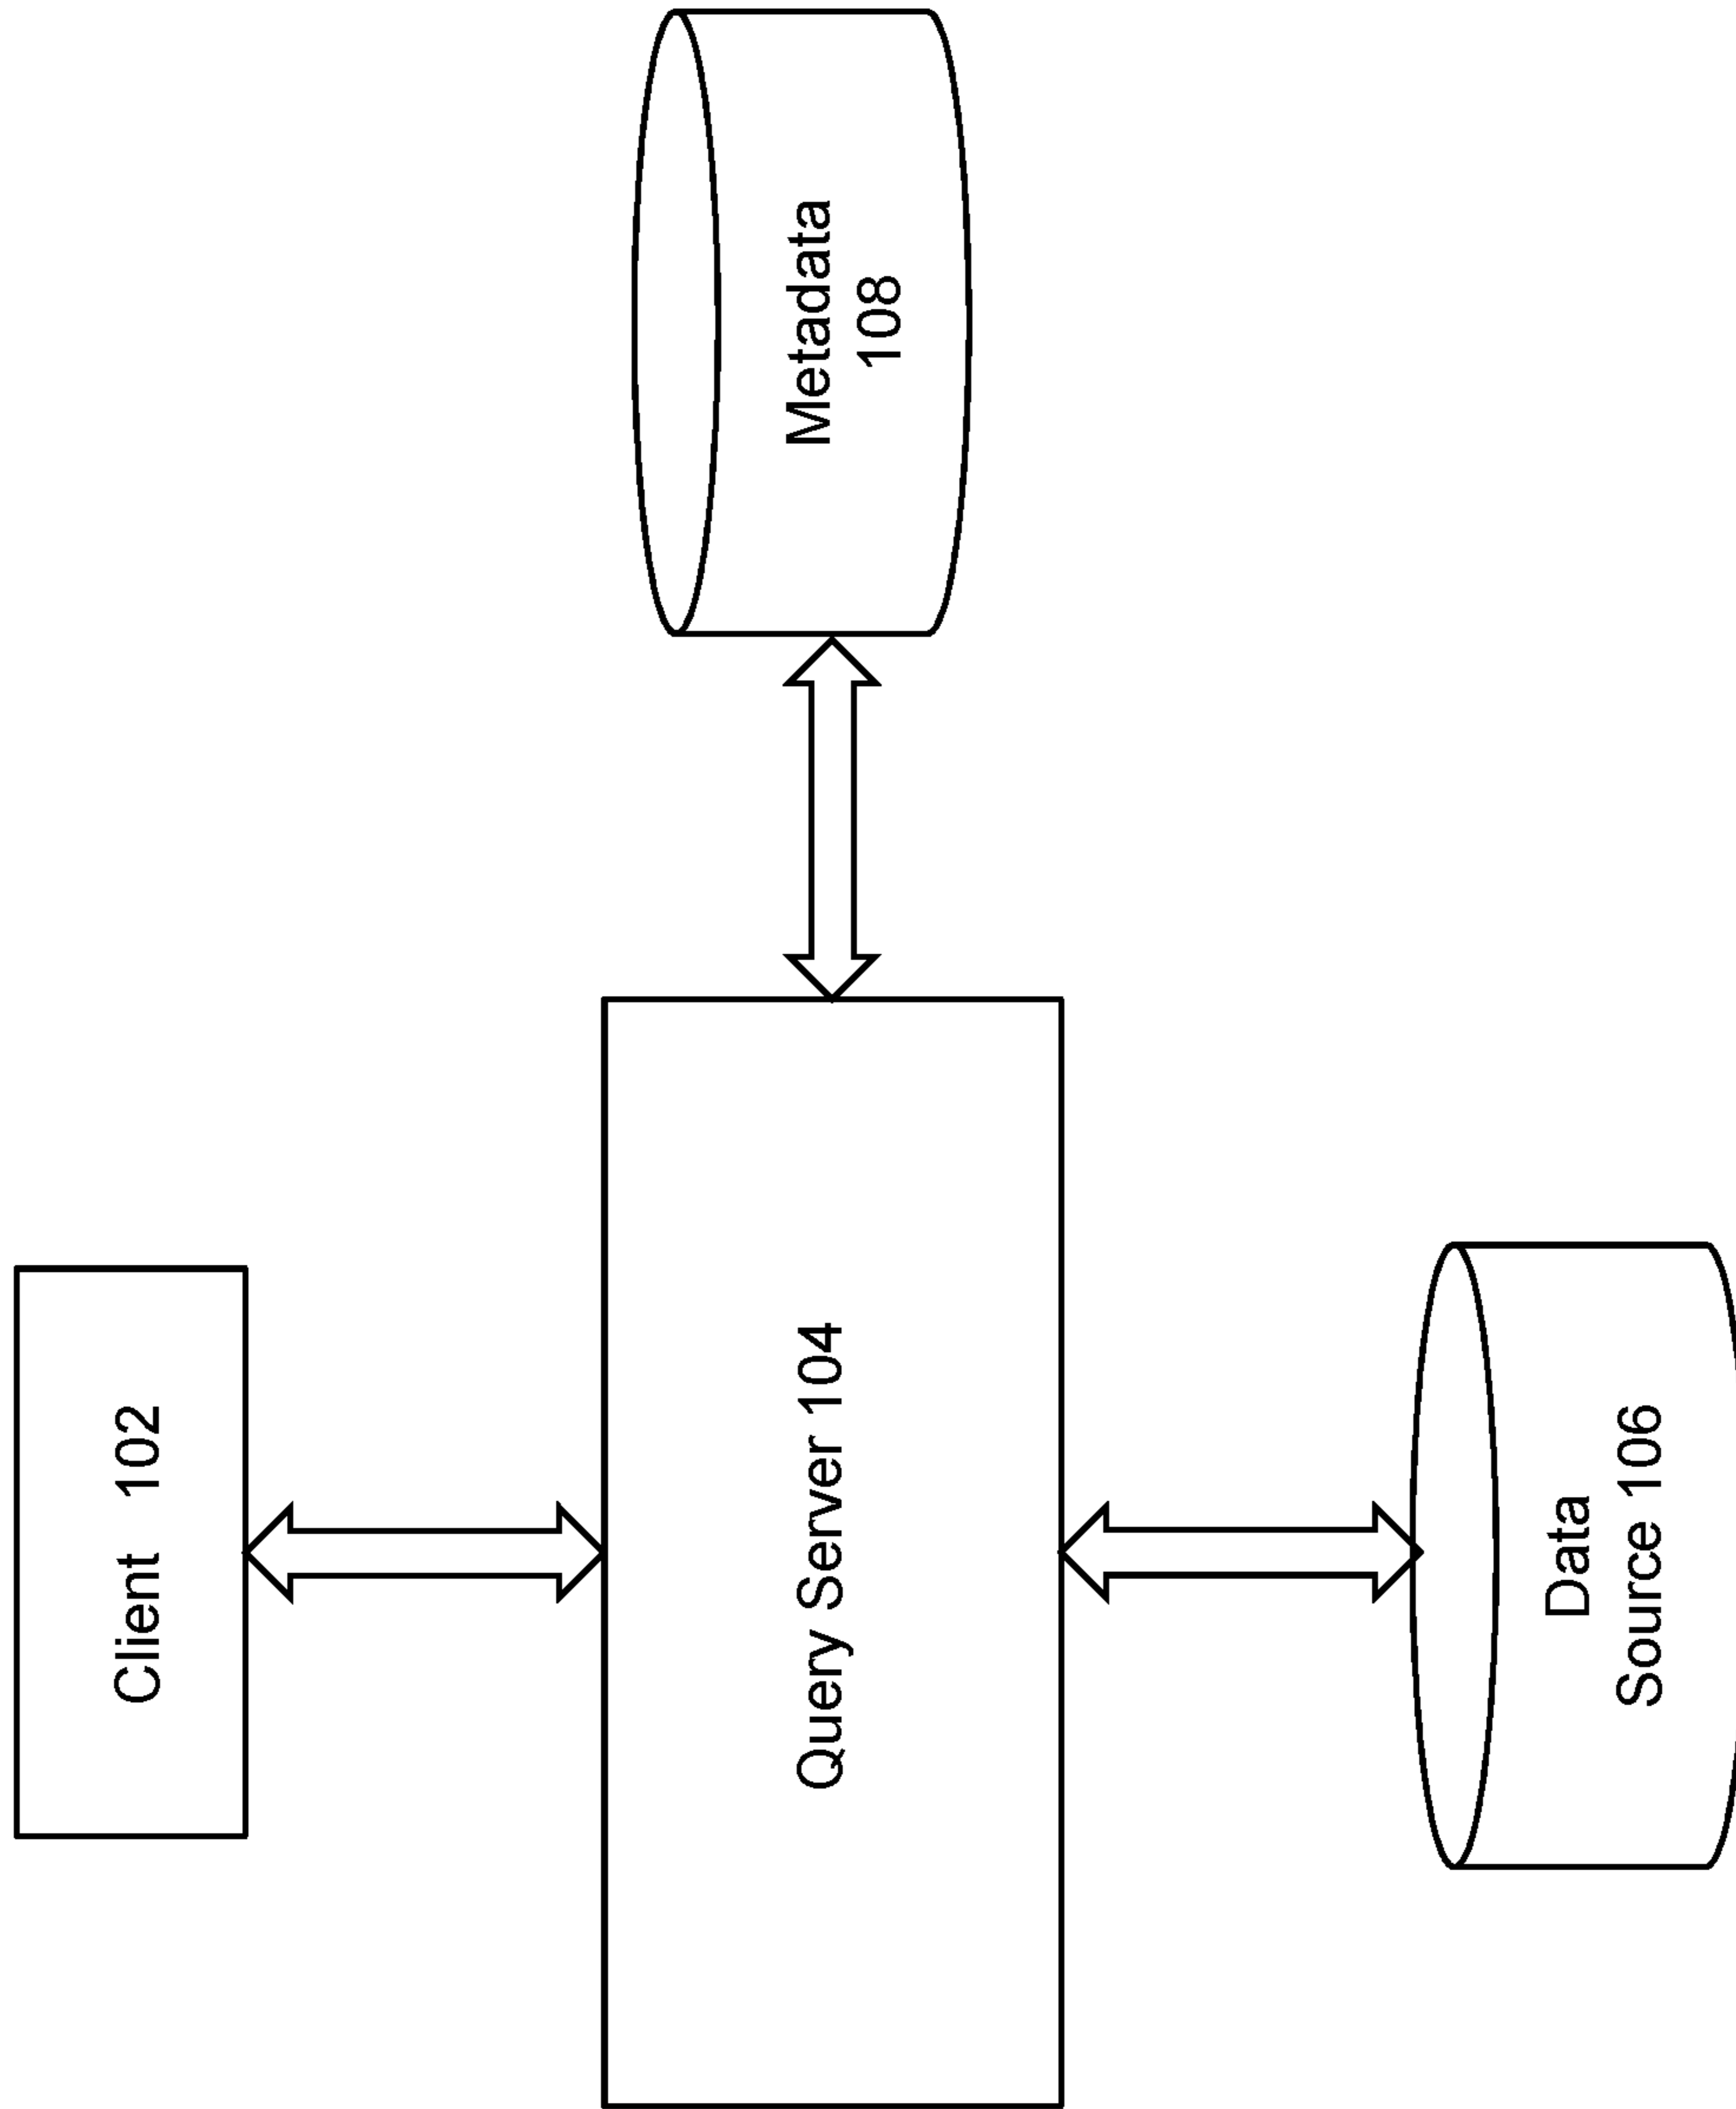 Client 102
Query Server 104
Metadata
108
Data
Source 106